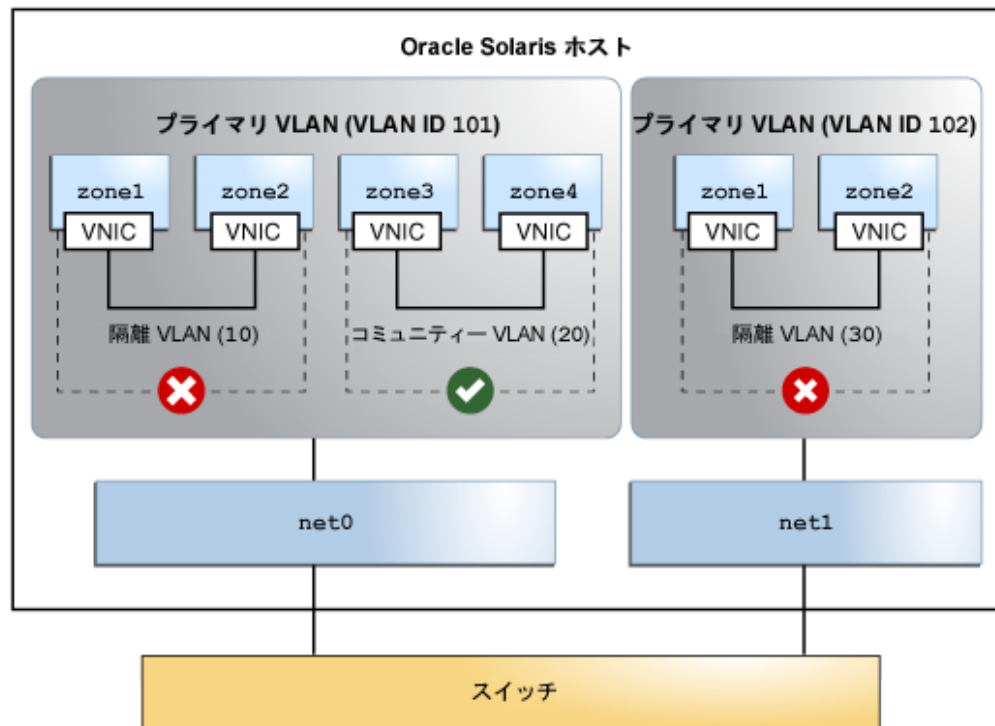 Oracle Solaris ホスト
プライマリ VLAN (VLAN ID 101)
zone1
zone2
zone3
zone4
VNIC
VNIC
VNIC
VNIC
隔離 VLAN (10)
コミュニティー VLAN (20)
プライマリ VLAN (VLAN ID 102)
zone1
zone2
VNIC
VNIC
隔離 VLAN (30)
net0
net1
スイッチ